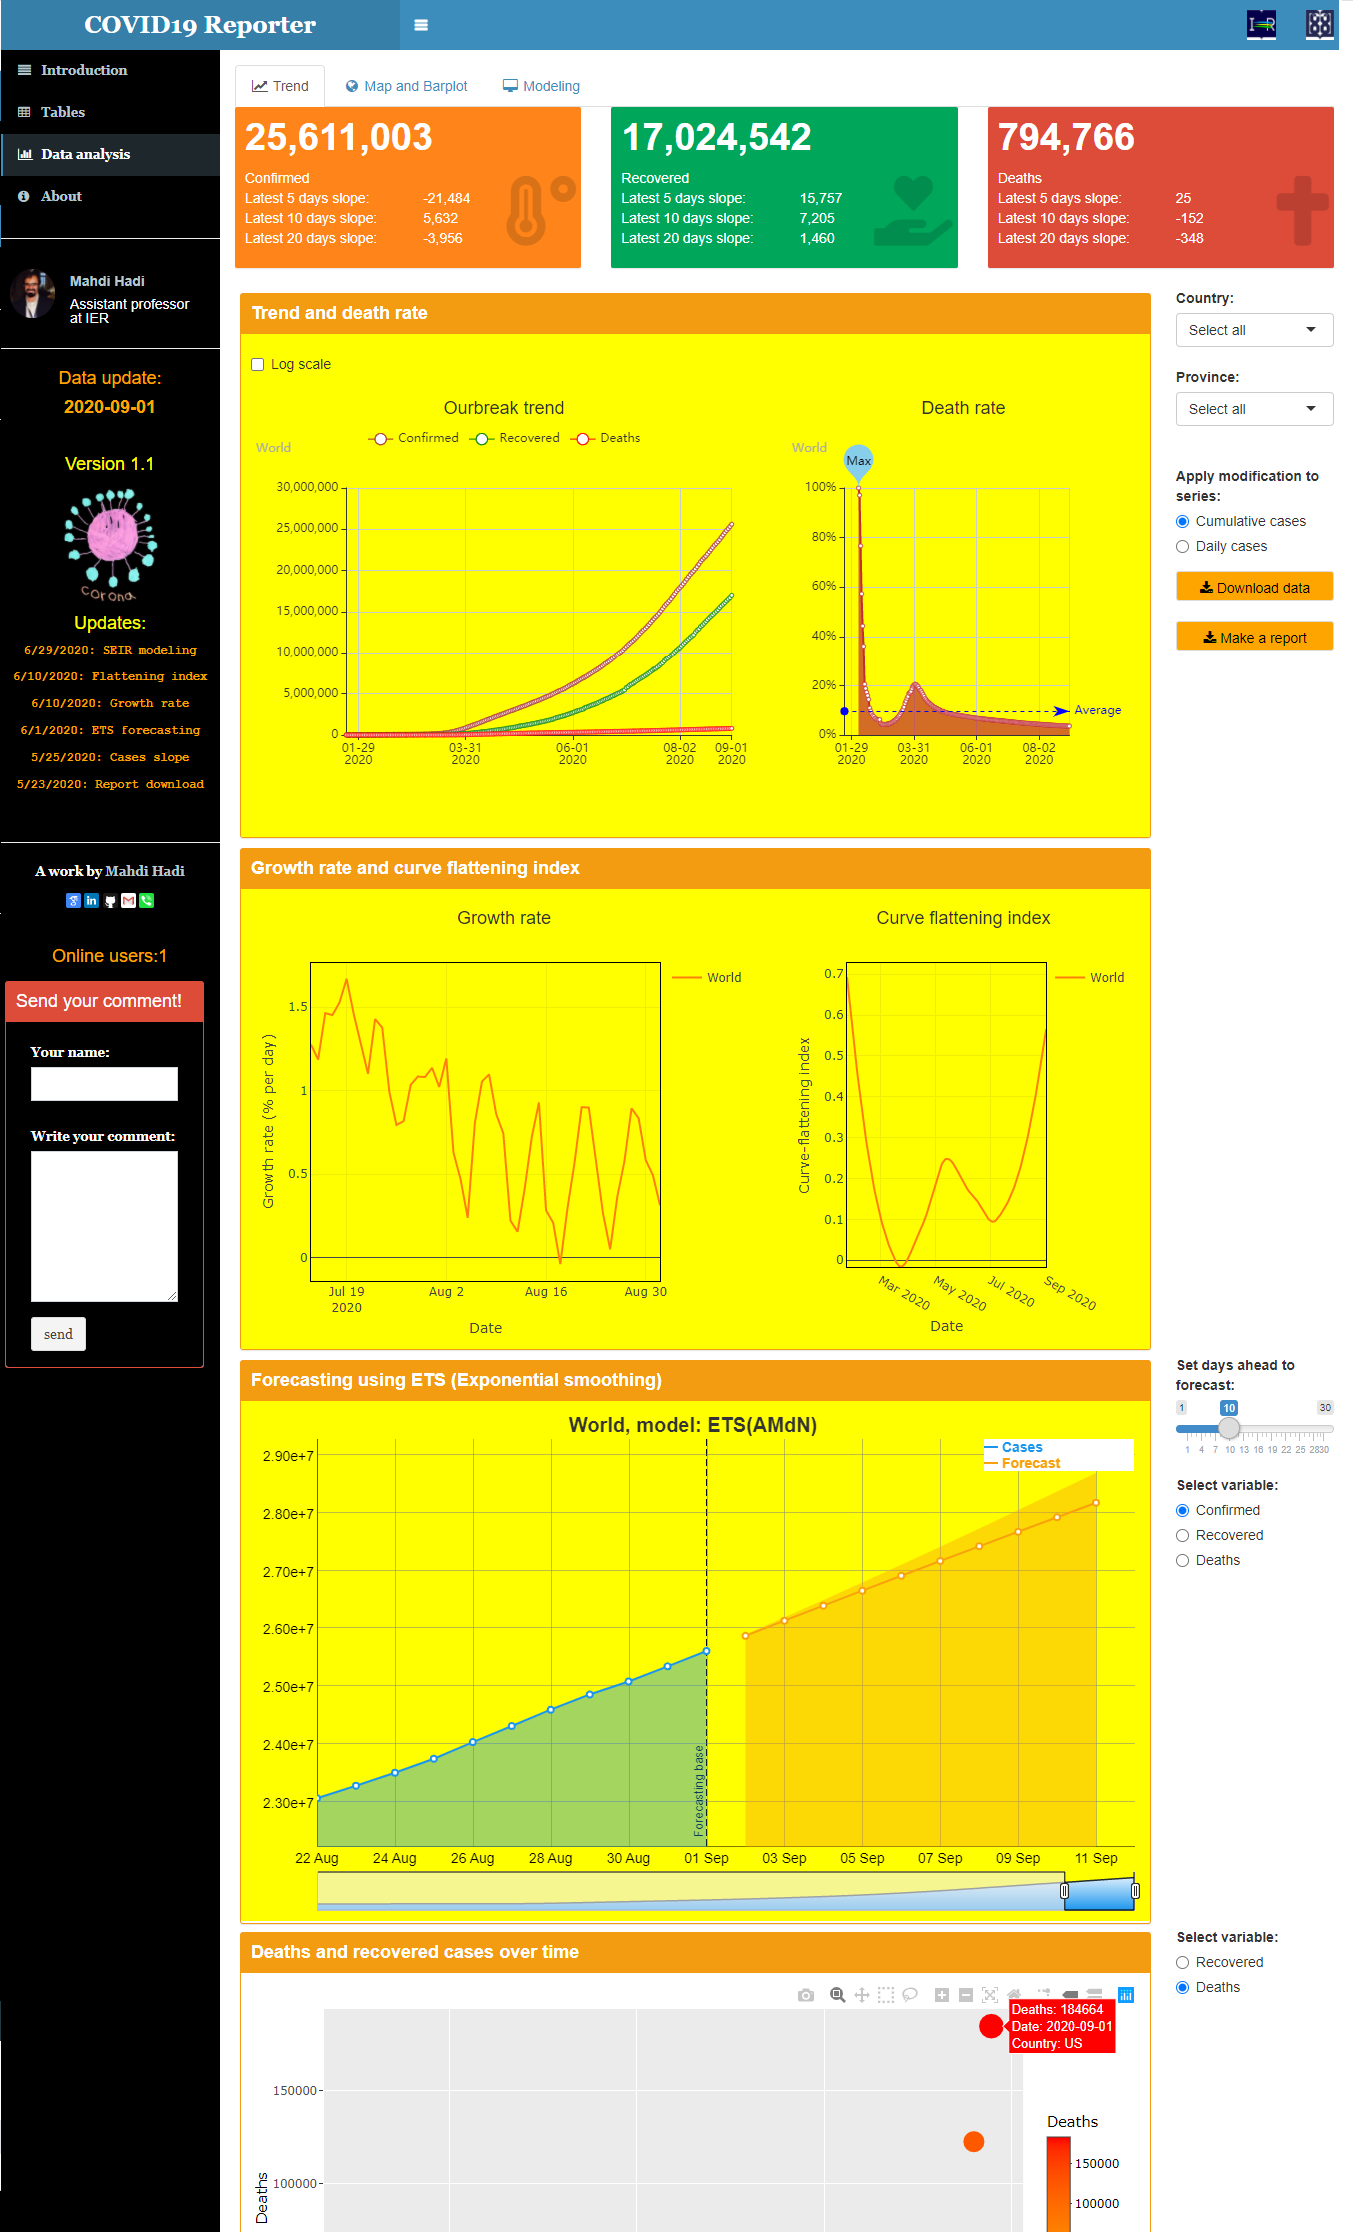 COVID19 Reporter
Introduction
Tables
Data analysis
About
Mahdi Hadi
Assistant professor
at IER
Data update:
2020-09-01
Version 1.1
corona
Updates:
6/29/2020: SEIR modeling
6/10/2020: Flattening index
6/10/2020: Growth rate
6/1/2020: ETS forecasting
5/25/2020: Cases slope
5/23/2020: Report download
A work by Mahdi Hadi
Online users:1
Send your comment!
Your name:
Write your comment:
send
Trend
Map and Barplot
Modeling
25,611,003
Confirmed
Latest 5 days slope: -21,484
Latest 10 days slope: 5,632
Latest 20 days slope: -3,956
17,024,542
Recovered
Latest 5 days slope: 15,757
Latest 10 days slope: 7,205
Latest 20 days slope: 1,460
794,766
Deaths
Latest 5 days slope: 25
Latest 10 days slope: -152
Latest 20 days slope: -348
Trend and death rate
Log scale
Ourbreak trend
Confirmed Recovered Deaths
World
30,000,000
25,000,000
20,000,000
15,000,000
10,000,000
5,000,000
0
01-29 03-31 06-01 08-02 09-01
2020 2020 2020 2020 2020
Death rate
World
Max
100%
80%
60%
40%
20%
0%
Average
01-29 03-31 06-01 08-02
2020 2020 2020 2020
Country:
Select all
Province:
Select all
Apply modification to
series:
Cumulative cases
Daily cases
Download data
Make a report
Growth rate and curve flattening index
Growth rate
World
Growth rate (% per day)
1.5
1
0.5
0
Jul 19 Aug 2 Aug 16 Aug 30
2020
Date
Curve flattening index
World
Curve-flattening index
0.7
0.6
0.5
0.4
0.3
0.2
0.1
0
Mar 2020 May 2020 Jul 2020 Sep 2020
Date
Forecasting using ETS (Exponential smoothing)
World, model: ETS(AMdN)
Cases
Forecast
2.90e+7
2.80e+7
2.70e+7
2.60e+7
2.50e+7
2.40e+7
2.30e+7
Forecasting base
22 Aug 24 Aug 26 Aug 28 Aug 30 Aug 01 Sep 03 Sep 05 Sep 07 Sep 09 Sep 11 Sep
Set days ahead to
forecast:
1 10 30
1 4 7 10 13 16 19 22 25 28 30
Select variable:
Confirmed
Recovered
Deaths
Deaths and recovered cases over time
Deaths: 184664
Date: 2020-09-01
Country: US
150000
100000
Deaths
Deaths
150000
100000
Select variable:
Recovered
Deaths